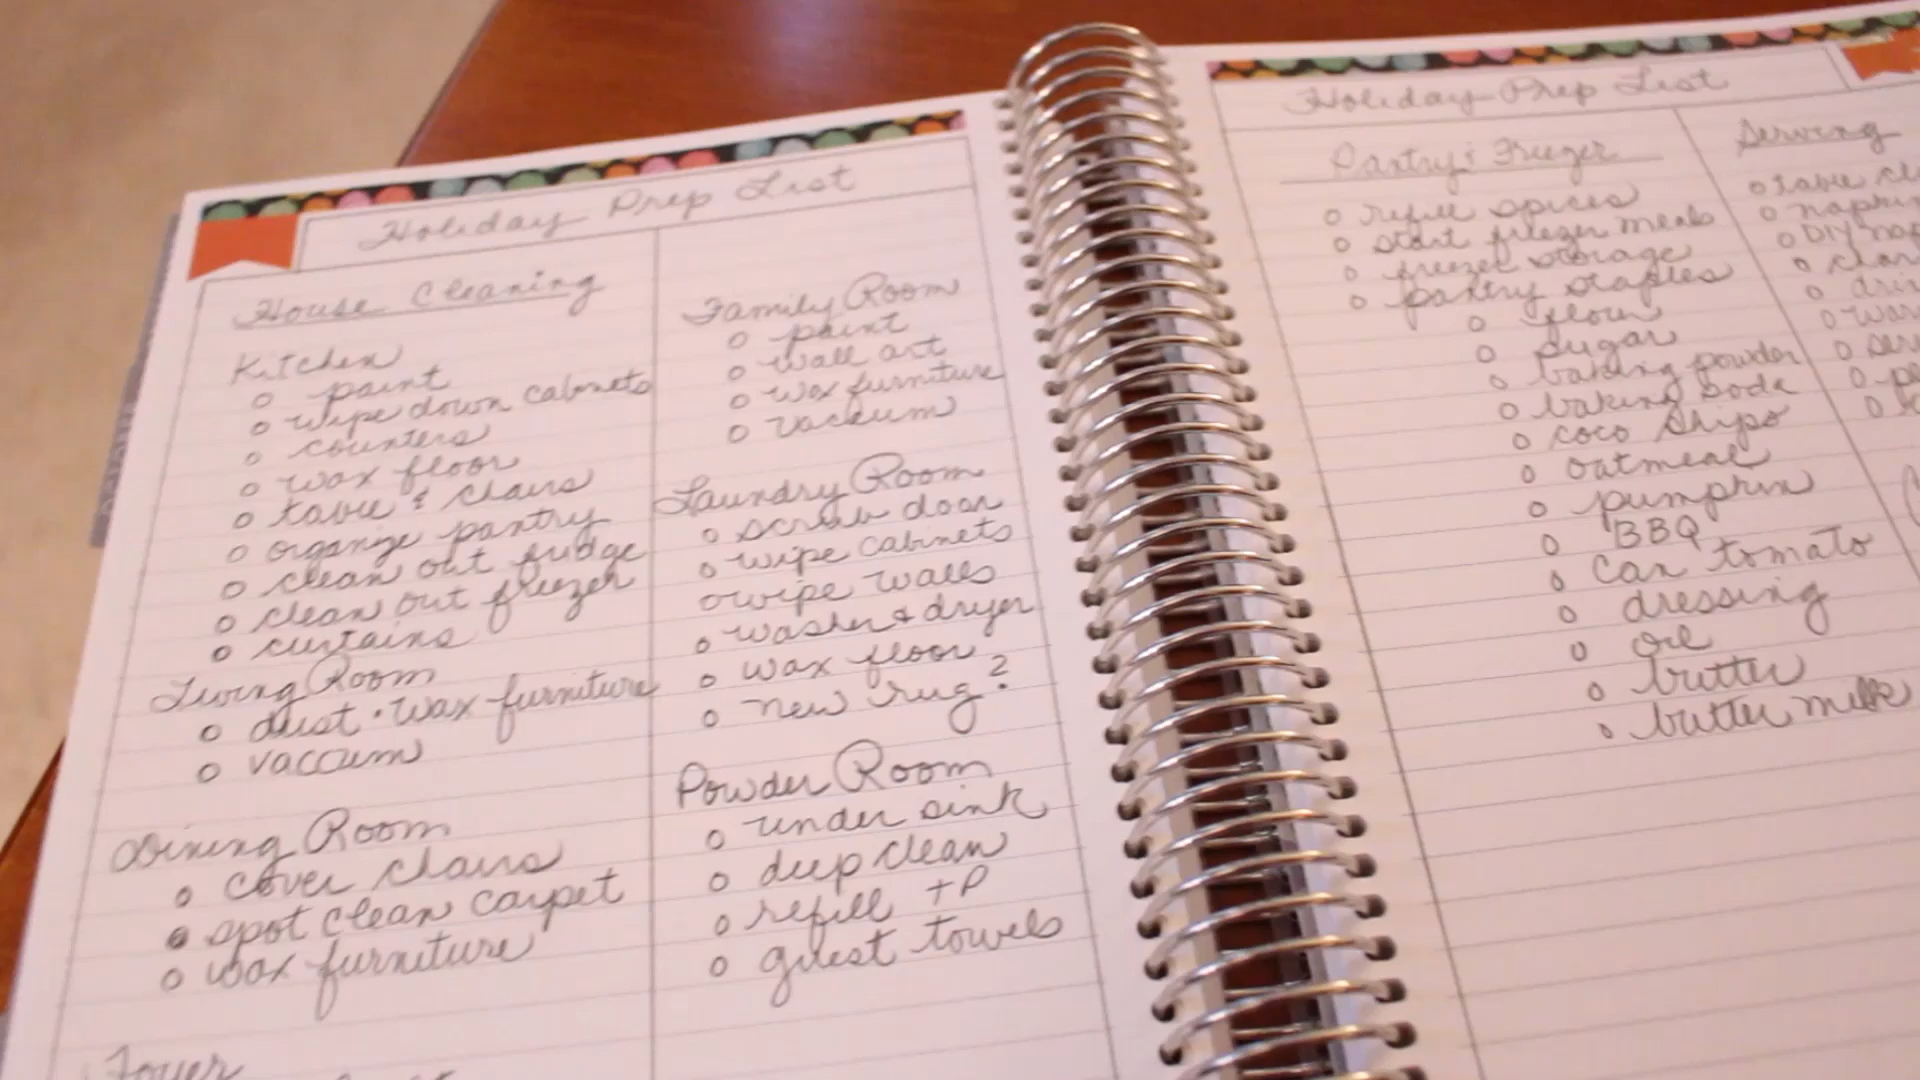 Holiday Prep List
House Cleaning
Kitchen
paint
wipe down cabinets
counters
wax floor
table & chairs
organize pantry
clean out fridge
clean out freezer
curtains
Living Room
dust · wax furniture
vaccum
Dining Room
cover chairs
spot clean carpet
wax furniture
Foyer
Family Room
paint
wall art
wax furniture
vaccum
Laundry Room
scrub door
wipe cabinets
wipe walls
washer & dryer
wax floor
new rug?
Powder Room
under sink
deep clean
refill TP
guest towels
Holiday Prep List
Pantry & Freezer
refill spices
start freezer meals
freezer storage
pantry staples
flour
sugar
baking powder
baking soda
coco chips
oatmeal
pumpkin
BBQ
can tomato
dressing
oil
butter
butter milk
Serving
table
DIY